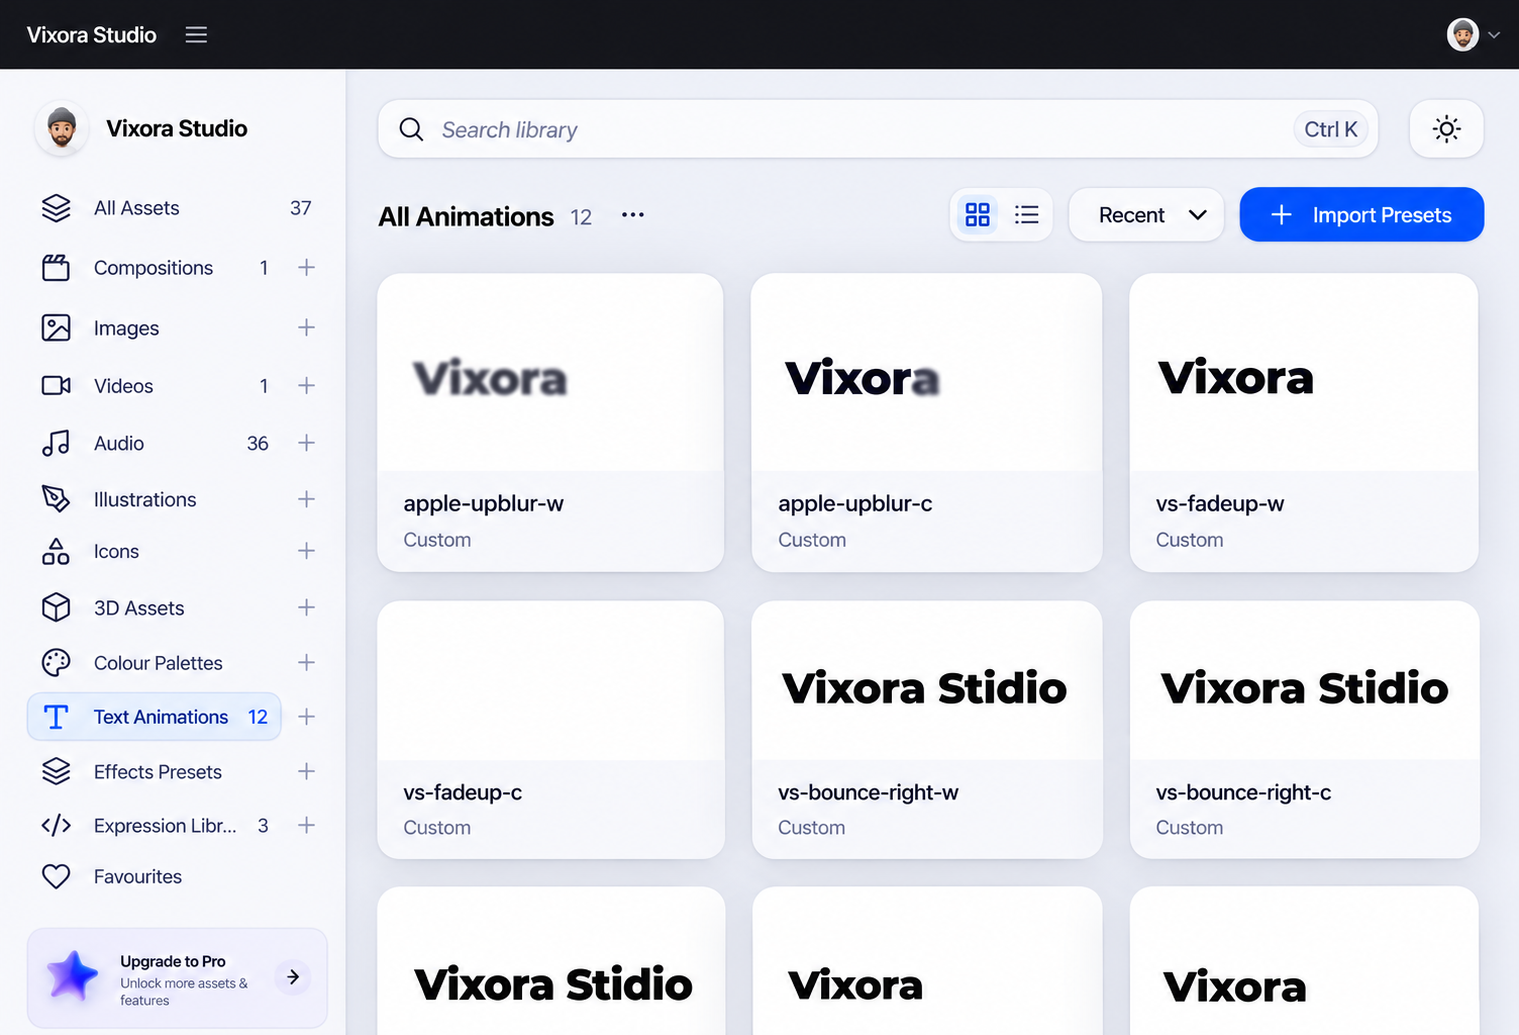 Vixora Studio
Vixora Studio
All Assets 37
Compositions 1
Images
Videos 1
Audio 36
Illustrations
Icons
3D Assets
Colour Palettes
Text Animations 12
Effects Presets
Expression Libr... 3
Favourites
Upgrade to Pro
Unlock more assets &
features
Search library Ctrl K
All Animations 12
Recent
Import Presets
Vixora
apple-upblur-w
Custom
Vixora
apple-upblur-c
Custom
Vixora
vs-fadeup-w
Custom
vs-fadeup-c
Custom
Vixora Stidio
vs-bounce-right-w
Custom
Vixora Stidio
vs-bounce-right-c
Custom
Vixora Stidio
Vixora
Vixora